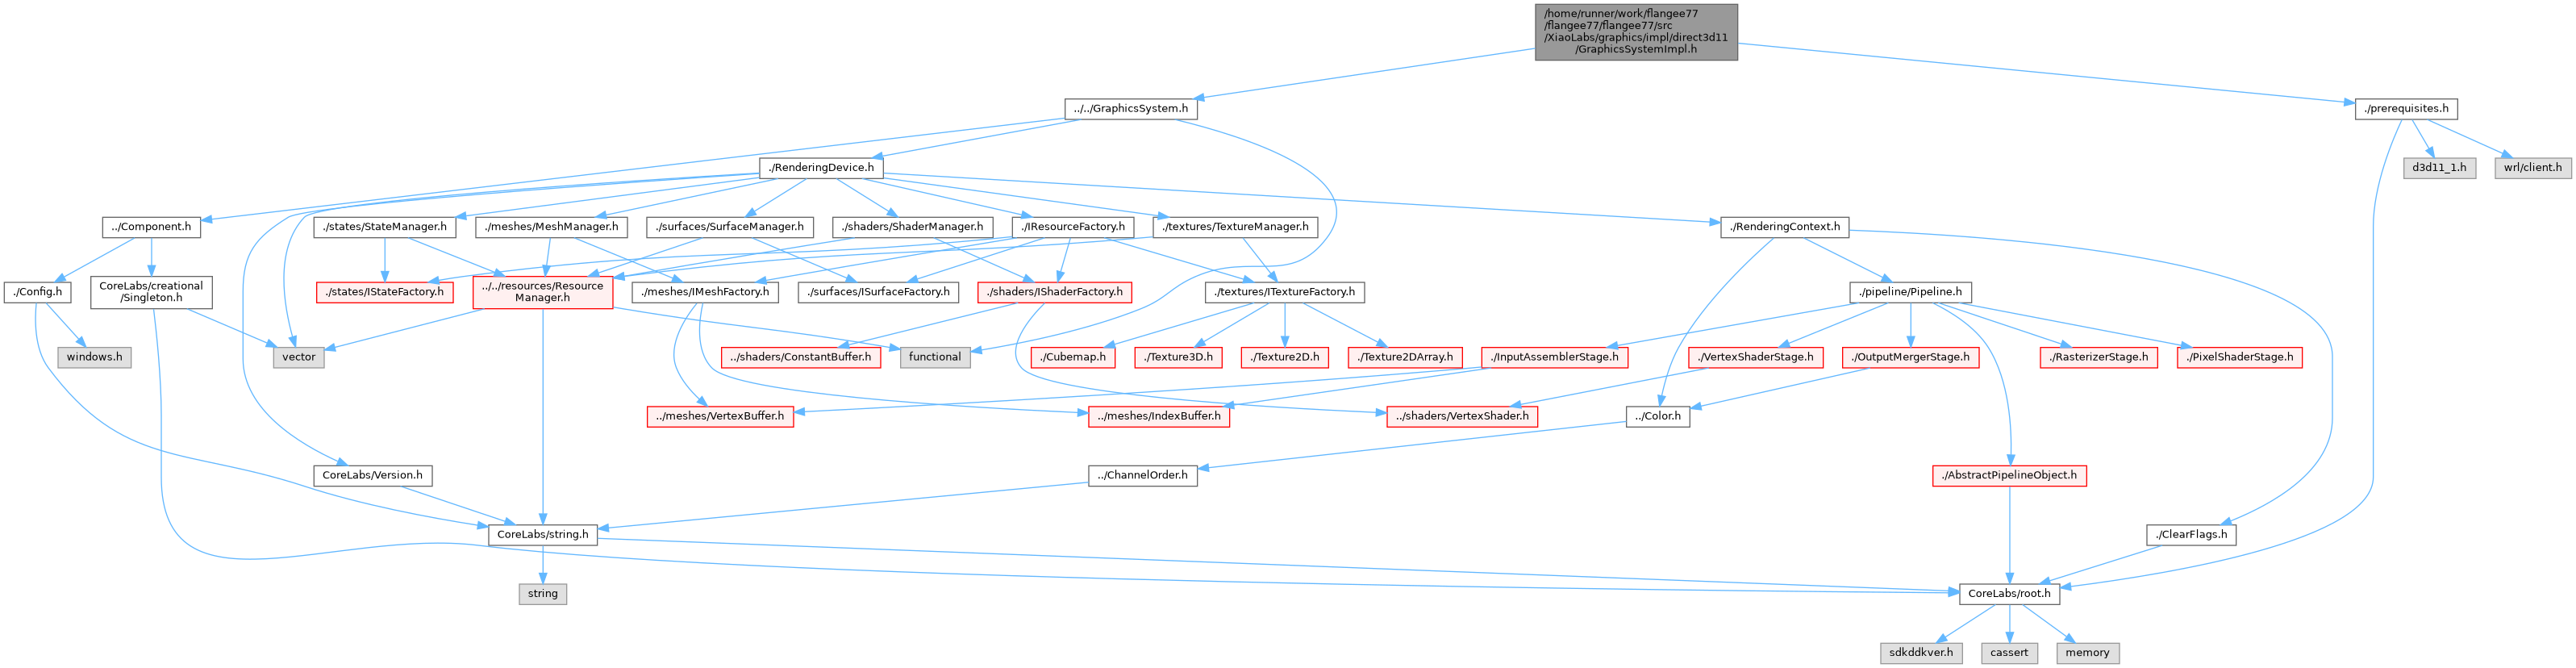 /home/runner/work/flangee77
/flangee77/flangee77/src
/XiaoLabs/graphics/impl/direct3d11
/GraphicsSystemImpl.h
../../GraphicsSystem.h
./prerequisites.h
./RenderingDevice.h
d3d11_1.h
wrl/client.h
../Component.h
./states/StateManager.h
./meshes/MeshManager.h
./surfaces/SurfaceManager.h
./shaders/ShaderManager.h
./IResourceFactory.h
./textures/TextureManager.h
./RenderingContext.h
./Config.h
CoreLabs/creational
/Singleton.h
./states/IStateFactory.h
../../resources/Resource
Manager.h
./meshes/IMeshFactory.h
./surfaces/ISurfaceFactory.h
./shaders/IShaderFactory.h
./textures/ITextureFactory.h
./pipeline/Pipeline.h
windows.h
vector
../shaders/ConstantBuffer.h
functional
./Cubemap.h
./Texture3D.h
./Texture2D.h
./Texture2DArray.h
./InputAssemblerStage.h
./VertexShaderStage.h
./OutputMergerStage.h
./RasterizerStage.h
./PixelShaderStage.h
../meshes/VertexBuffer.h
../meshes/IndexBuffer.h
../shaders/VertexShader.h
../Color.h
CoreLabs/Version.h
../ChannelOrder.h
./AbstractPipelineObject.h
CoreLabs/string.h
./ClearFlags.h
string
CoreLabs/root.h
sdkddkver.h
cassert
memory